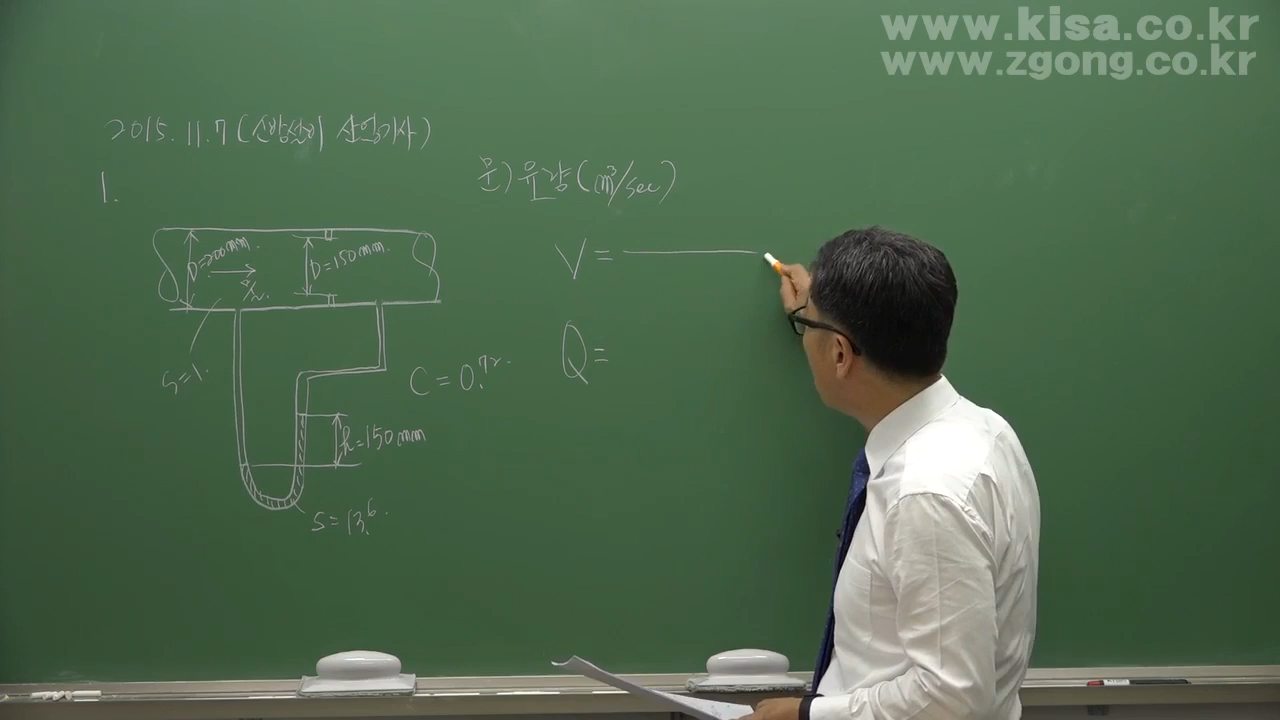 www.kisa.co.kr
www.zgong.co.kr
2015.11.7 (소방설비 산업기사)
문) 유량(m³/sec)
1.
D=200mm.
D=150mm.
물.
V=
S=1.
C=0.72.
Q=
h=150mm
S=13.6.